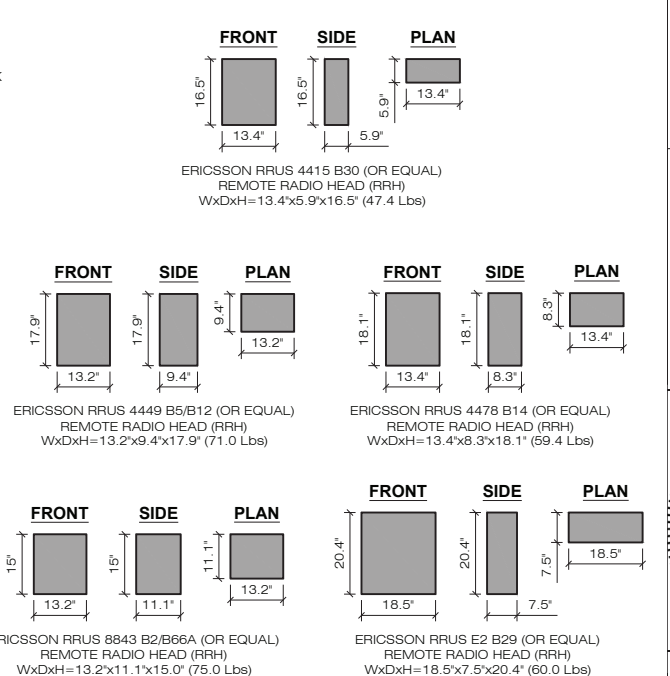 FRONT SIDE PLAN
16.5" 16.5" 5.9" 13.4"
13.4" 5.9"
ERICSSON RRUS 4415 B30 (OR EQUAL)
REMOTE RADIO HEAD (RRH)
WxDxH=13.4"x5.9"x16.5" (47.4 Lbs)
FRONT SIDE PLAN
17.9" 17.9" 9.4" 13.2"
13.2" 9.4"
ERICSSON RRUS 4449 B5/B12 (OR EQUAL)
REMOTE RADIO HEAD (RRH)
WxDxH=13.2"x9.4"x17.9" (71.0 Lbs)
FRONT SIDE PLAN
18.1" 18.1" 8.3" 13.4"
13.4" 8.3"
ERICSSON RRUS 4478 B14 (OR EQUAL)
REMOTE RADIO HEAD (RRH)
WxDxH=13.4"x8.3"x18.1" (59.4 Lbs)
FRONT SIDE PLAN
15" 15" 11.1" 13.2"
13.2" 11.1"
RICSSON RRUS 8843 B2/B66A (OR EQUAL)
REMOTE RADIO HEAD (RRH)
WxDxH=13.2"x11.1"x15.0" (75.0 Lbs)
FRONT SIDE PLAN
20.4" 20.4" 7.5" 18.5"
18.5" 7.5"
ERICSSON RRUS E2 B29 (OR EQUAL)
REMOTE RADIO HEAD (RRH)
WxDxH=18.5"x7.5"x20.4" (60.0 Lbs)